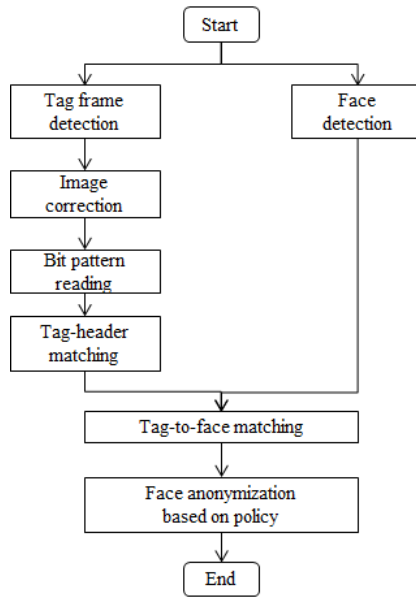 Start
Tag frame
detection
Face
detection
Image
correction
Bit pattern
reading
Tag-header
matching
Tag-to-face matching
Face anonymization
based on policy
End